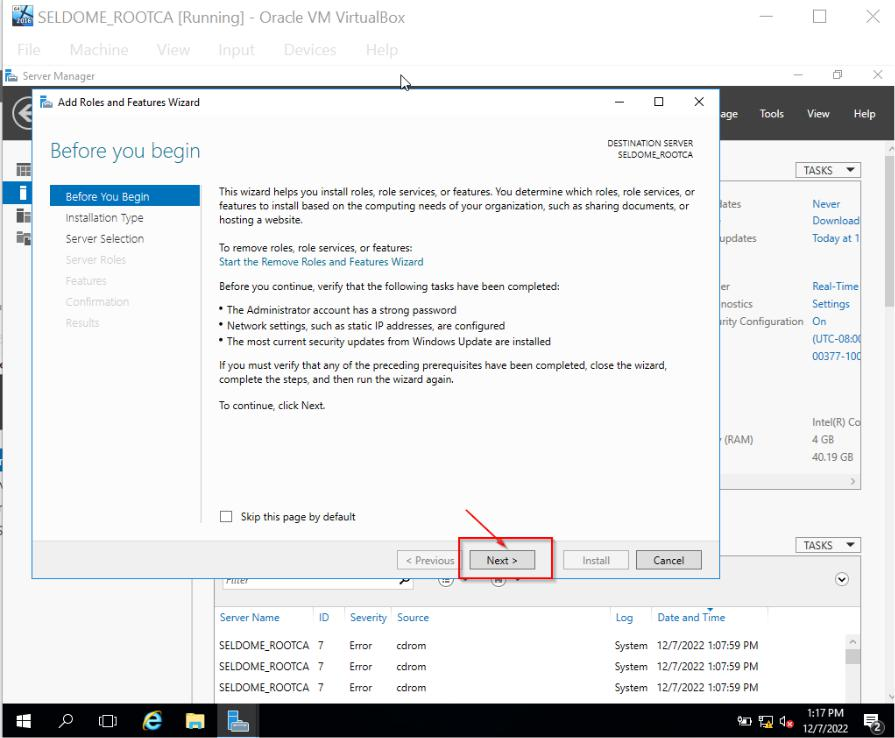 SELDOME_ROOTCA [Running] - Oracle VM VirtualBox
File Machine View Input Devices Help
Server Manager
Add Roles and Features Wizard
age Tools View Help
Before you begin
DESTINATION SERVER
SELDOME_ROOTCA
TASKS
Before You Begin
Installation Type
Server Selection
Server Roles
Features
Confirmation
Results
This wizard helps you install roles, role services, or features. You determine which roles, role services, or
features to install based on the computing needs of your organization, such as sharing documents, or
hosting a website.
To remove roles, role services, or features:
Start the Remove Roles and Features Wizard
Before you continue, verify that the following tasks have been completed:
• The Administrator account has a strong password
• Network settings, such as static IP addresses, are configured
• The most current security updates from Windows Update are installed
If you must verify that any of the preceding prerequisites have been completed, close the wizard,
complete the steps, and then run the wizard again.
To continue, click Next.
Skip this page by default
< Previous Next > Install Cancel
dates Never
Download
updates Today at 1
er Real-Time
nostics Settings
urity Configuration On
(UTC-08:00
00377-100
Intel(R) Co
(RAM) 4 GB
40.19 GB
TASKS
Filter
Server Name ID Severity Source Log Date and Time
SELDOME_ROOTCA 7 Error cdrom System 12/7/2022 1:07:59 PM
SELDOME_ROOTCA 7 Error cdrom System 12/7/2022 1:07:59 PM
SELDOME_ROOTCA 7 Error cdrom System 12/7/2022 1:07:59 PM
1:17 PM
12/7/2022
2